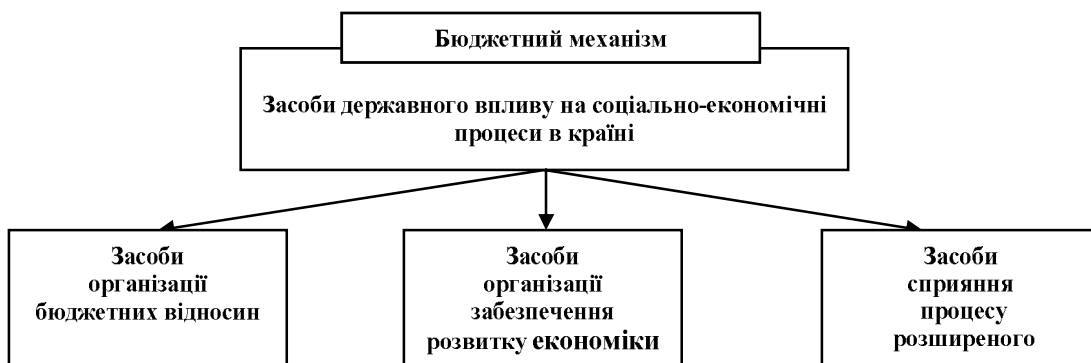 Бюджетний механізм
Засоби державного впливу на соціально-економічні
процеси в країні
Засоби
організації
бюджетних відносин
Засоби
організації
забезпечення
розвитку економіки
Засоби
сприяння
процесу
розширеного